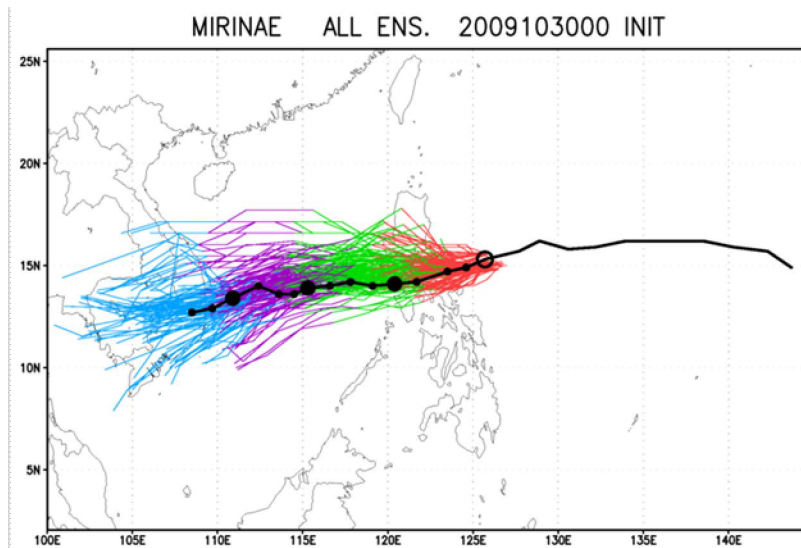 MIRINAE ALL ENS. 2009103000 INIT
25N
20N
15N
10N
5N
100E 105E 110E 115E 120E 125E 130E 135E 140E